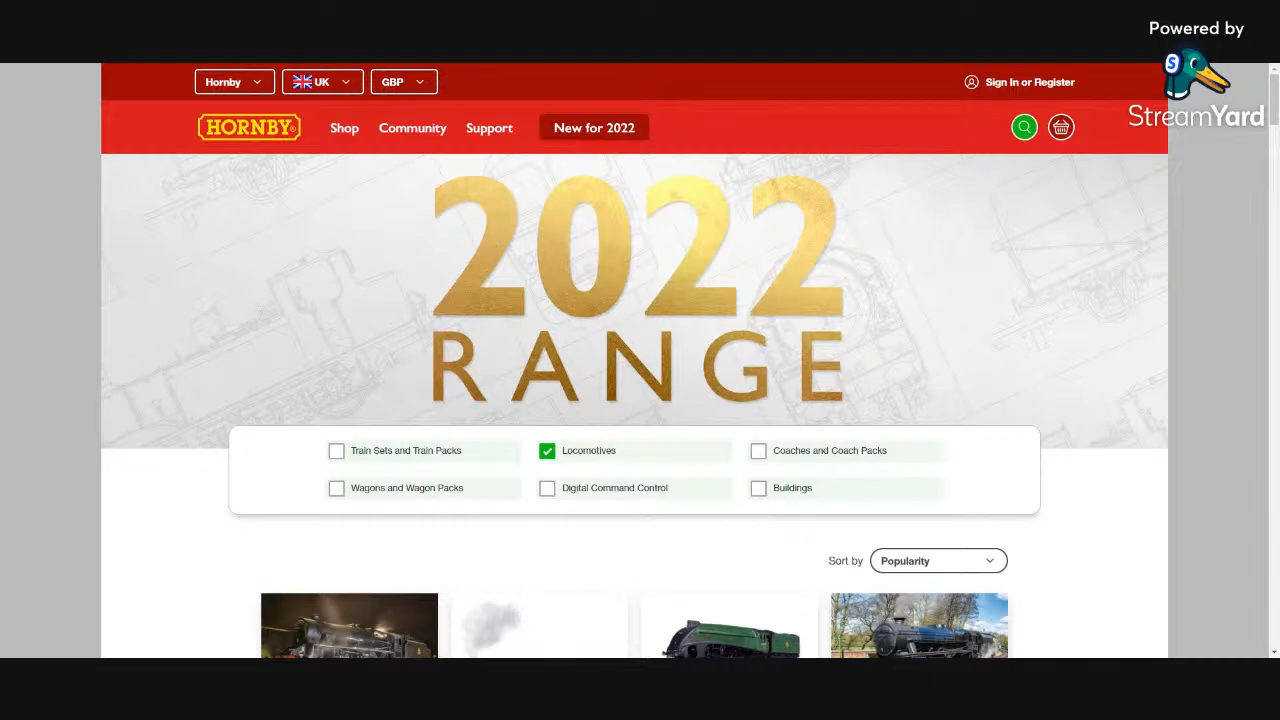 Powered by
StreamYard
Hornby
UK
GBP
Sign In or Register
HORNBY
Shop
Community
Support
New for 2022
2022
RANGE
Train Sets and Train Packs
Locomotives
Coaches and Coach Packs
Wagons and Wagon Packs
Digital Command Control
Buildings
Sort by
Popularity